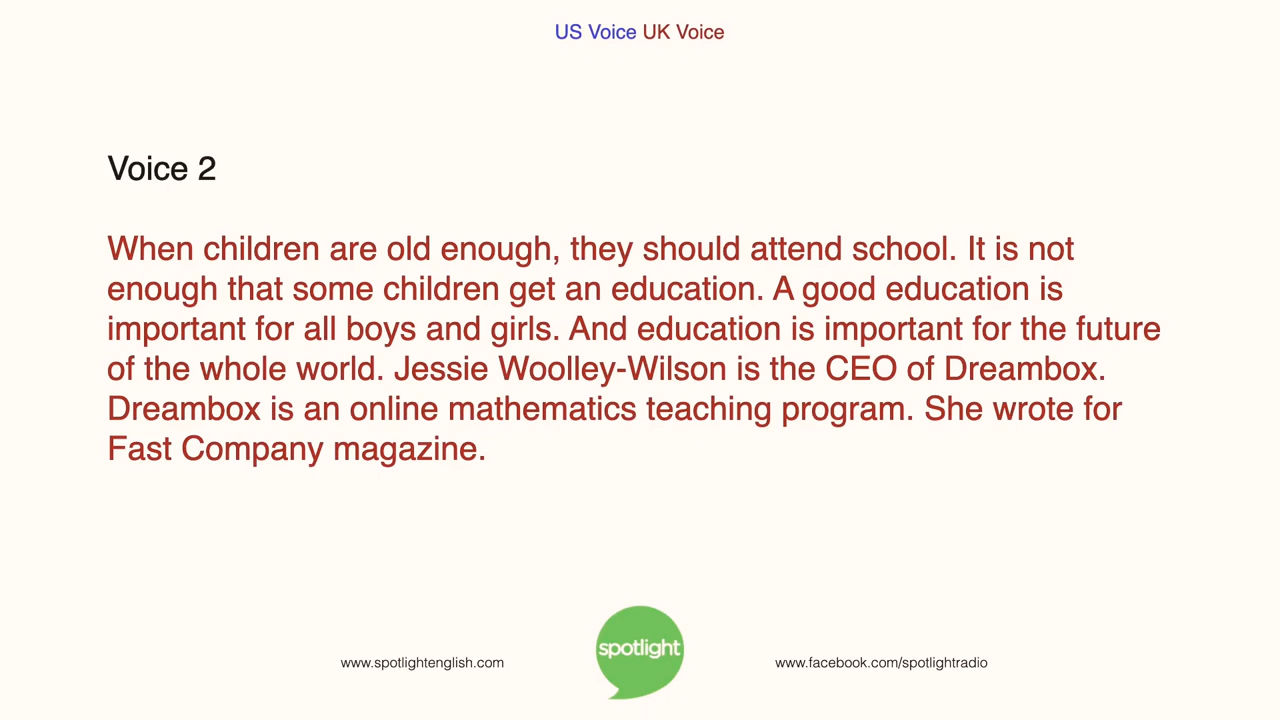 US Voice UK Voice
Voice 2
When children are old enough, they should attend school. It is not
enough that some children get an education. A good education is
important for all boys and girls. And education is important for the future
of the whole world. Jessie Woolley-Wilson is the CEO of Dreambox.
Dreambox is an online mathematics teaching program. She wrote for
Fast Company magazine.
www.spotlightenglish.com
spotlight
www.facebook.com/spotlightradio